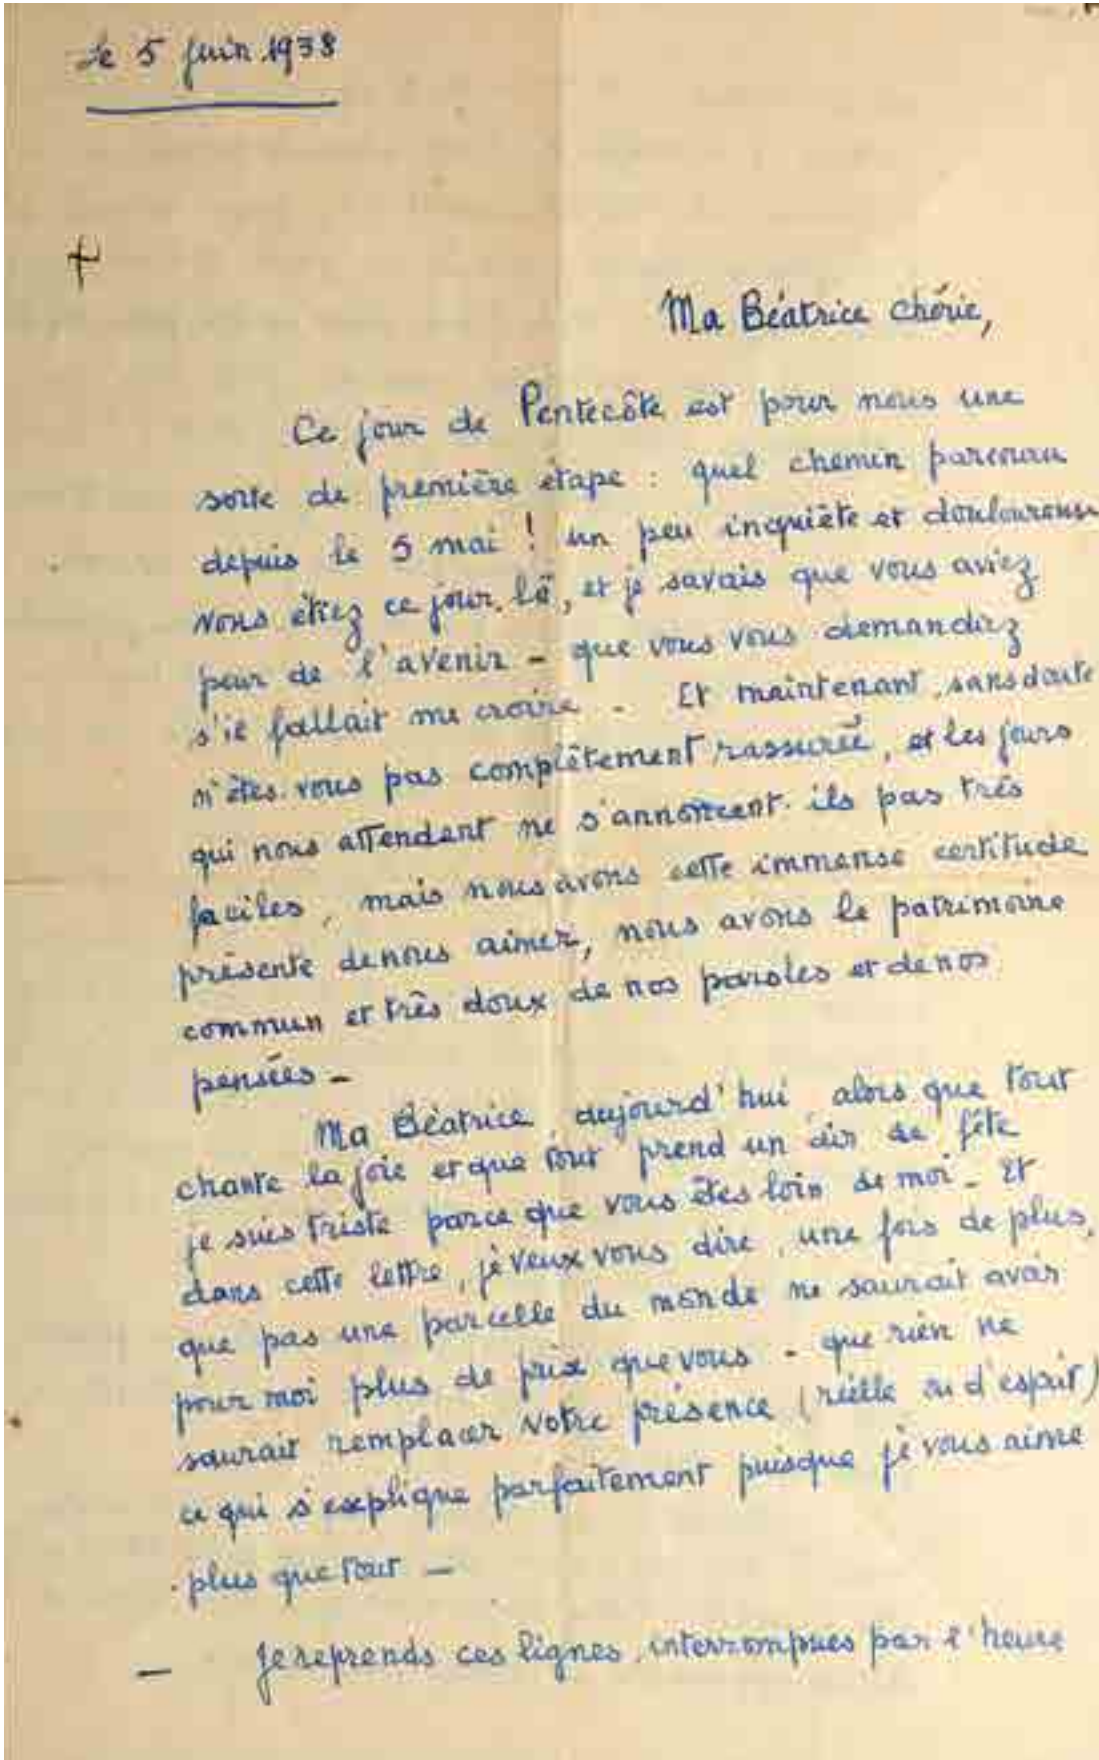 Le 5 juin 1938
+
Ma Béatrice chérie,
Ce jour de Pentecôte est pour nous une
sorte de première étape : quel chemin parcouru
depuis le 5 mai ! un peu inquiète et douloureuse
vous étiez ce jour-là, et je savais que vous aviez
peur de l'avenir - que vous vous demandiez
s'il fallait me croire - Et maintenant, sans doute
n'êtes-vous pas complètement rassurée, et les jours
qui nous attendent ne s'annoncent-ils pas très
faciles, mais nous avons cette immense certitude
présente de nous aimer, nous avons le patrimoine
commun et très doux de nos paroles et de nos
pensées -
Ma Béatrice, aujourd'hui, alors que tout
chante la joie et que tout prend un air de fête
je suis triste parce que vous êtes loin de moi - Et
dans cette lettre, je veux vous dire, une fois de plus,
que pas une parcelle du monde ne saurait avoir
pour moi plus de prix que vous - que rien ne
saurait remplacer votre présence (réelle ou d'esprit)
ce qui s'explique parfaitement puisque je vous aime
plus que tout -
- Je reprends ces lignes, interrompues par l'heure